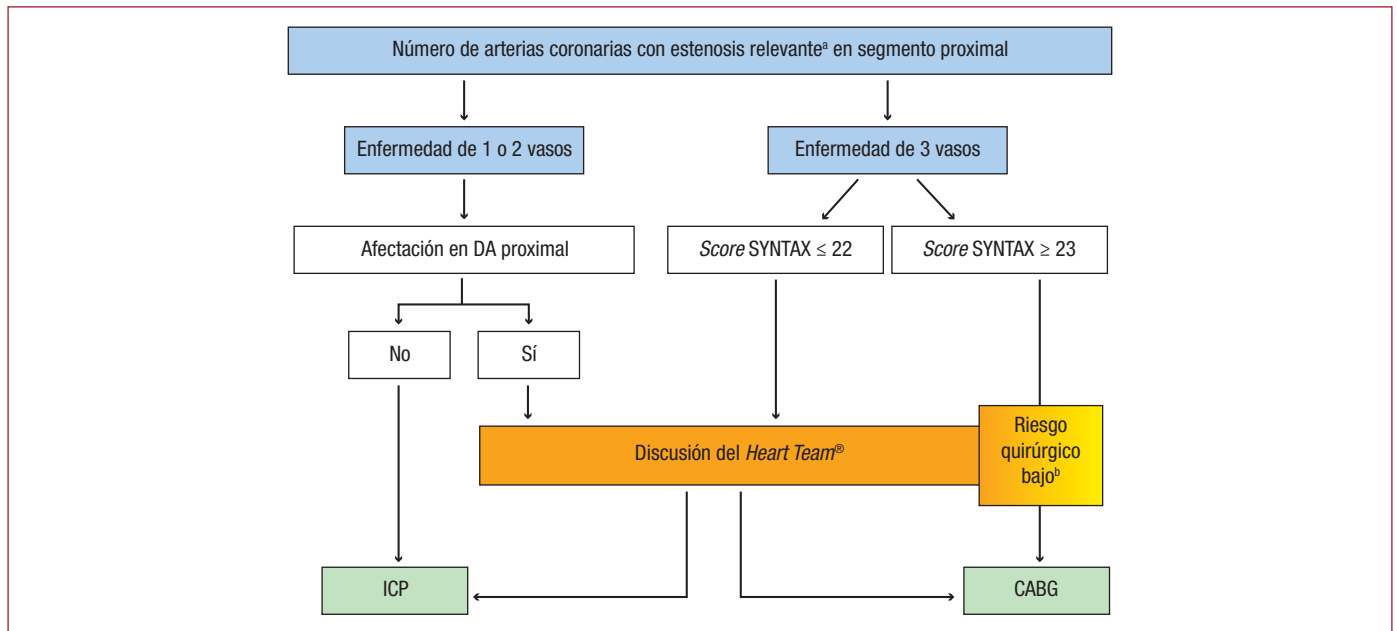 Número de arterias coronarias con estenosis relevanteᵃ en segmento proximal
Enfermedad de 1 o 2 vasos
Enfermedad de 3 vasos
Afectación en DA proximal
Score SYNTAX ≤ 22
Score SYNTAX ≥ 23
No
Sí
Discusión del Heart Team®
Riesgo
quirúrgico
bajoᵇ
ICP
CABG